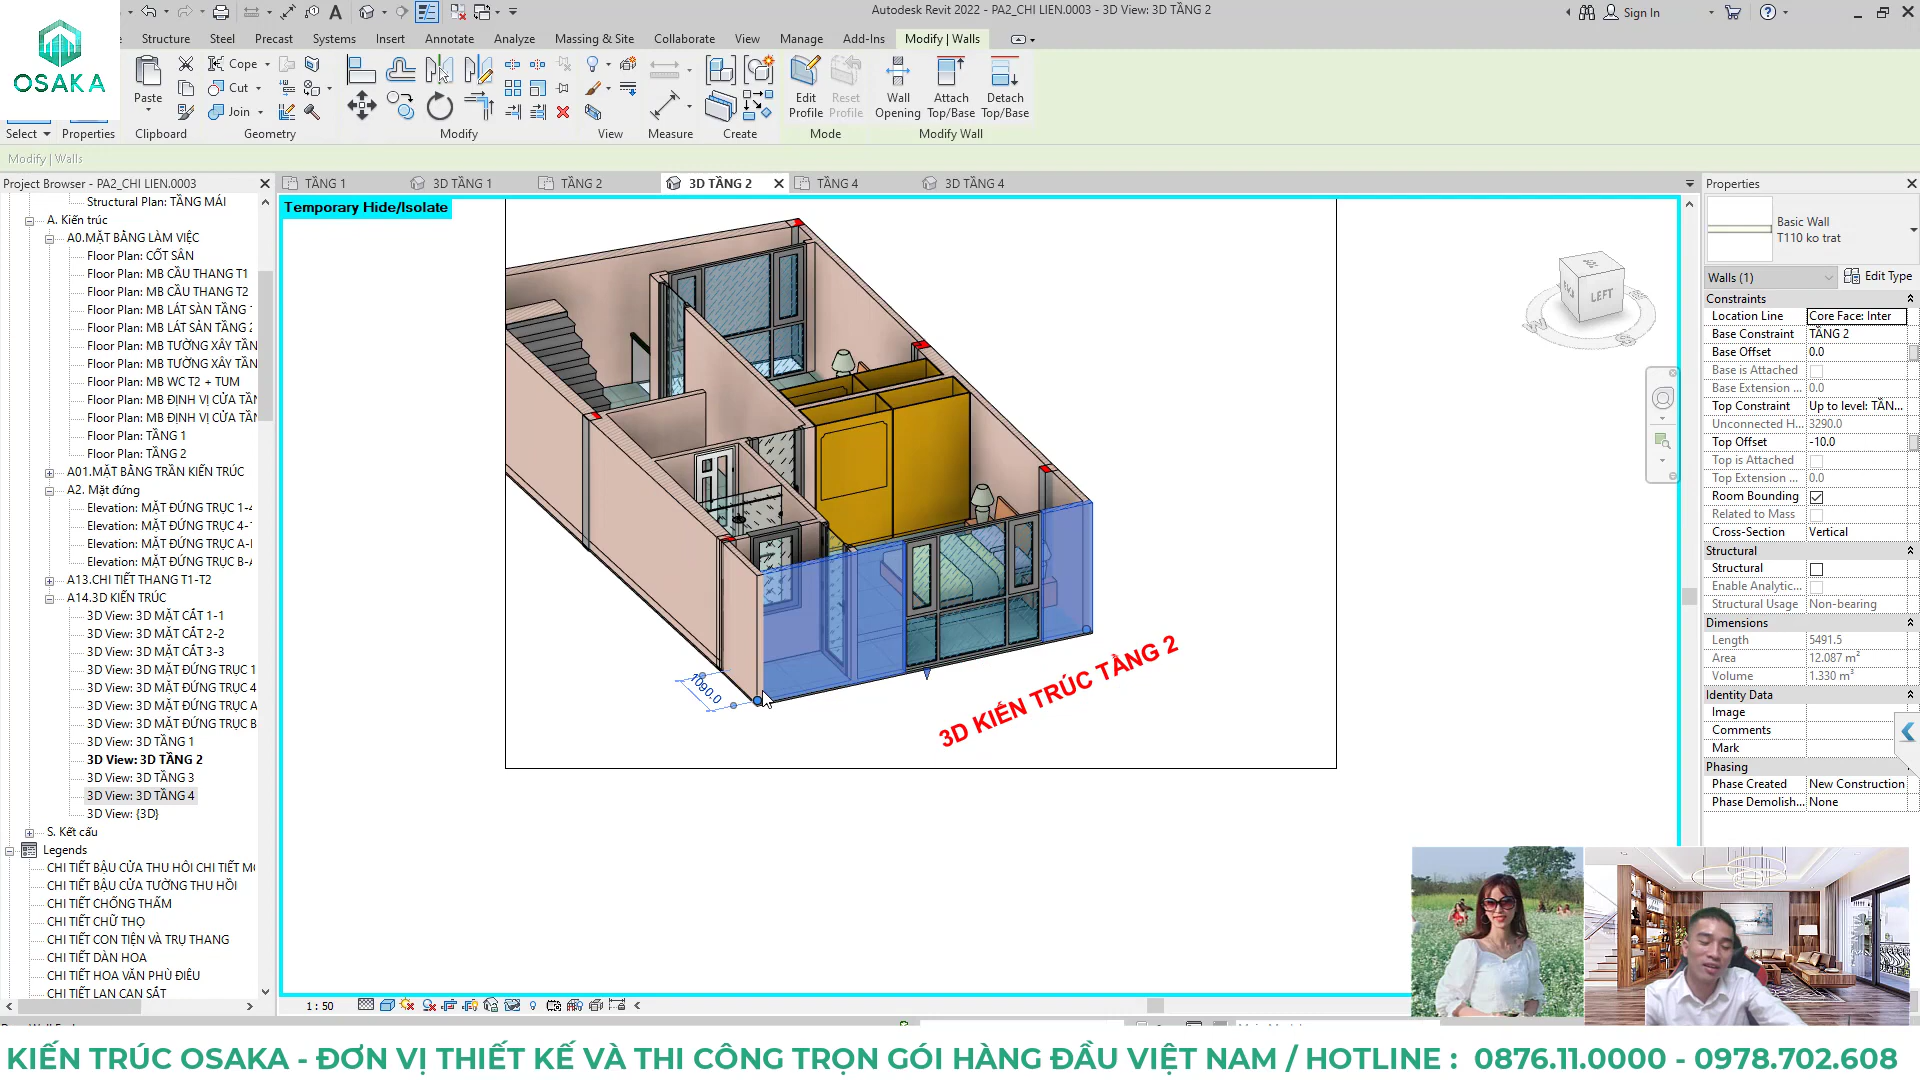 Autodesk Revit 2022 - PA2_CHI LIEN.0003 - 3D View: 3D TẦNG 2
Sign In
OSAKA
Structure Steel Precast Systems Insert Annotate Analyze Massing & Site Collaborate View Manage Add-Ins Modify | Walls
Paste
Cope
Cut
Join
Edit Profile
Reset Profile
Wall Opening
Attach Top/Base
Detach Top/Base
Select Properties Clipboard Geometry Modify View Measure Create Mode Modify Wall
Modify | Walls
Project Browser - PA2_CHI LIEN.0003
TẦNG 1
3D TẦNG 1
TẦNG 2
3D TẦNG 2
TẦNG 4
3D TẦNG 4
Structural Plan: TẦNG MÁI
A. Kiến trúc
A0.MẶT BẰNG LÀM VIỆC
Floor Plan: CỐT SÂN
Floor Plan: MB CẦU THANG T1
Floor Plan: MB CẦU THANG T2
Floor Plan: MB LÁT SÀN TẦNG
Floor Plan: MB LÁT SÀN TẦNG 2
Floor Plan: MB TƯỜNG XÂY TẦN
Floor Plan: MB TƯỜNG XÂY TẦN
Floor Plan: MB WC T2 + TUM
Floor Plan: MB ĐỊNH VỊ CỬA TẦN
Floor Plan: MB ĐỊNH VỊ CỬA TẦN
Floor Plan: TẦNG 1
Floor Plan: TẦNG 2
A01.MẶT BẰNG TRẦN KIẾN TRÚC
A2. Mặt đứng
Elevation: MẶT ĐỨNG TRỤC 1-4
Elevation: MẶT ĐỨNG TRỤC 4-
Elevation: MẶT ĐỨNG TRỤC A-
Elevation: MẶT ĐỨNG TRỤC B-
A13.CHI TIẾT THANG T1-T2
A14.3D KIẾN TRÚC
3D View: 3D MẶT CẮT 1-1
3D View: 3D MẶT CẮT 2-2
3D View: 3D MẶT CẮT 3-3
3D View: 3D MẶT ĐỨNG TRỤC 1
3D View: 3D MẶT ĐỨNG TRỤC 4
3D View: 3D MẶT ĐỨNG TRỤC A
3D View: 3D MẶT ĐỨNG TRỤC B
3D View: 3D TẦNG 1
3D View: 3D TẦNG 2
3D View: 3D TẦNG 3
3D View: 3D TẦNG 4
3D View: {3D}
S. Kết cấu
Legends
CHI TIẾT BẬU CỬA THU HỒI CHI TIẾT
CHI TIẾT BẬU CỬA TƯỜNG THU HỒI
CHI TIẾT CHỐNG THẤM
CHI TIẾT CHỮ THỌ
CHI TIẾT CON TIỆN VÀ TRỤ THANG
CHI TIẾT DÀN HOA
CHI TIẾT HOA VĂN PHÙ ĐIÊU
CHI TIẾT LAN CAN SẮT
Temporary Hide/Isolate
LEFT
1090.0
3D KIẾN TRÚC TẦNG 2
1 : 50
Properties
Basic Wall
T110 ko trat
Walls (1)
Edit Type
Constraints
Location Line Core Face: Inter
Base Constraint TẦNG 2
Base Offset 0.0
Base is Attached
Base Extension ... 0.0
Top Constraint Up to level: TẦN...
Unconnected H... 3290.0
Top Offset -10.0
Top is Attached
Top Extension ... 0.0
Room Bounding
Related to Mass
Cross-Section Vertical
Structural
Structural
Enable Analytic...
Structural Usage Non-bearing
Dimensions
Length 5491.5
Area 12.087 m²
Volume 1.330 m³
Identity Data
Image
Comments
Mark
Phasing
Phase Created New Construction
Phase Demolish... None
KIẾN TRÚC OSAKA - ĐƠN VỊ THIẾT KẾ VÀ THI CÔNG TRỌN GÓI HÀNG ĐẦU VIỆT NAM / HOTLINE : 0876.11.0000 - 0978.702.608